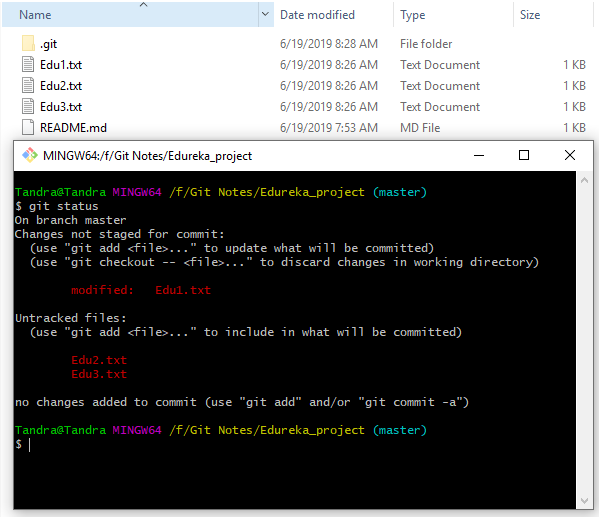 Name Date modified Type Size
.git 6/19/2019 8:28 AM File folder
Edu1.txt 6/19/2019 8:26 AM Text Document 1 KB
Edu2.txt 6/19/2019 8:26 AM Text Document 1 KB
Edu3.txt 6/19/2019 8:26 AM Text Document 1 KB
README.md 6/19/2019 7:53 AM MD File 1 KB
MINGW64:/f/Git Notes/Edureka_project
Tandra@Tandra MINGW64 /f/Git Notes/Edureka_project (master)
$ git status
On branch master
Changes not staged for commit:
(use "git add <file>..." to update what will be committed)
(use "git checkout -- <file>..." to discard changes in working directory)
modified: Edu1.txt
Untracked files:
(use "git add <file>..." to include in what will be committed)
Edu2.txt
Edu3.txt
no changes added to commit (use "git add" and/or "git commit -a")
Tandra@Tandra MINGW64 /f/Git Notes/Edureka_project (master)
$